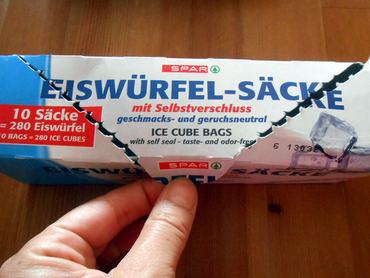 SPAR
EISWÜRFEL-SÄCKE
10 Säcke
= 280 Eiswürfel
10 BAGS = 280 ICE CUBES
mit Selbstverschluss
geschmacks- und geruchsneutral
ICE CUBE BAGS
with self seal - taste- and odor-free
SPAR